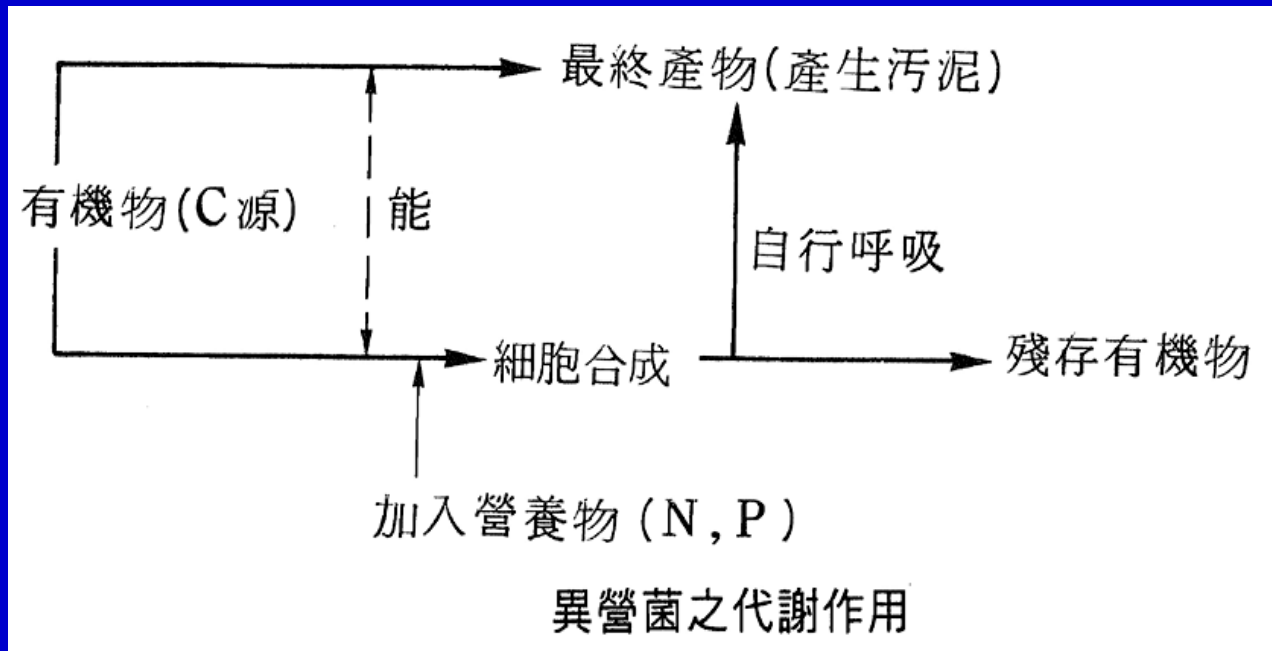 最終產物(產生汚泥)
有機物(C源)
能
自行呼吸
細胞合成
殘存有機物
加入營養物(N,P)
異營菌之代謝作用